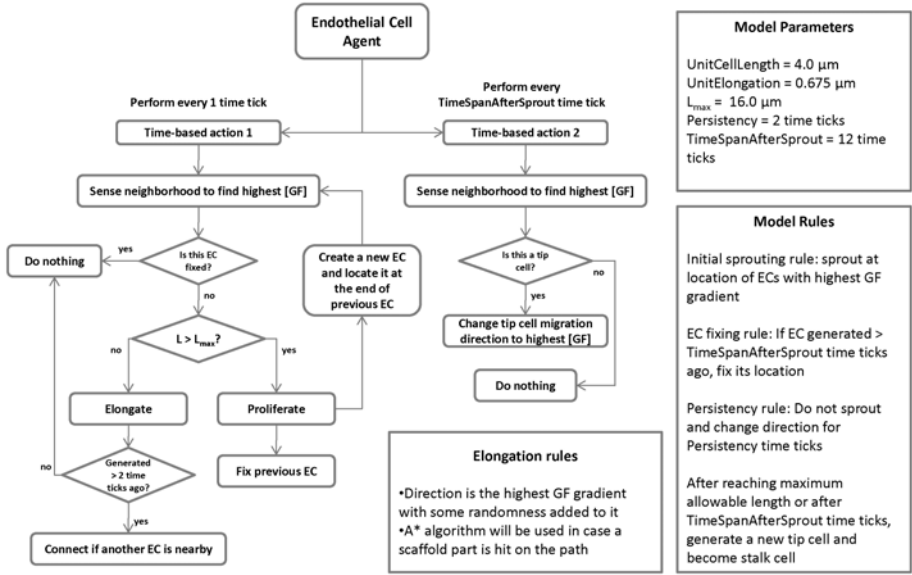 Endothelial Cell
Agent
Perform every 1 time tick
Perform every
TimeSpanAfterSprout time tick
Time-based action 1
Time-based action 2
Sense neighborhood to find highest [GF]
Sense neighborhood to find highest [GF]
Is this EC
fixed?
yes
Do nothing
no
Create a new EC
and locate it at
the end of
previous EC
Is this a tip
cell?
no
yes
Change tip cell migration
direction to highest [GF]
Do nothing
L > Lmax?
no
yes
Elongate
Proliferate
Fix previous EC
Generated
> 2 time
ticks ago?
no
yes
Connect if another EC is nearby
Elongation rules
•Direction is the highest GF gradient
with some randomness added to it
•A* algorithm will be used in case a
scaffold part is hit on the path
Model Parameters
UnitCellLength = 4.0 µm
UnitElongation = 0.675 µm
Lmax = 16.0 µm
Persistency = 2 time ticks
TimeSpanAfterSprout = 12 time
ticks
Model Rules
Initial sprouting rule: sprout at
location of ECs with highest GF
gradient
EC fixing rule: If EC generated >
TimeSpanAfterSprout time ticks
ago, fix its location
Persistency rule: Do not sprout
and change direction for
Persistency time ticks
After reaching maximum
allowable length or after
TimeSpanAfterSprout time ticks,
generate a new tip cell and
become stalk cell